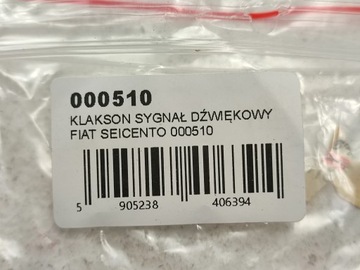 000510
KLAKSON SYGNAŁ DŹWIĘKOWY
FIAT SEICENTO 000510
5 905238 406394